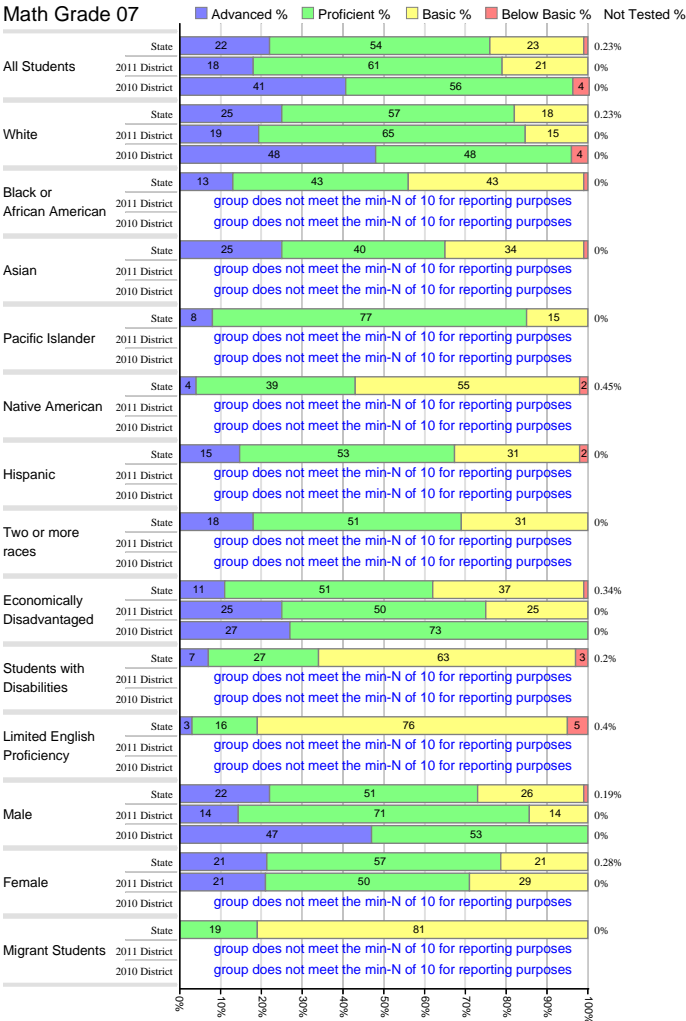 Math Grade 07
Advanced % Proficient % Basic % Below Basic % Not Tested %
All Students
State 22 54 23 0.23%
2011 District 18 61 21 0%
2010 District 41 56 4 0%
White
State 25 57 18 0.23%
2011 District 19 65 15 0%
2010 District 48 48 4 0%
Black or
African American
State 13 43 43 0%
2011 District group does not meet the min-N of 10 for reporting purposes
2010 District group does not meet the min-N of 10 for reporting purposes
Asian
State 25 40 34 0%
2011 District group does not meet the min-N of 10 for reporting purposes
2010 District group does not meet the min-N of 10 for reporting purposes
Pacific Islander
State 8 77 15 0%
2011 District group does not meet the min-N of 10 for reporting purposes
2010 District group does not meet the min-N of 10 for reporting purposes
Native American
State 4 39 55 2 0.45%
2011 District group does not meet the min-N of 10 for reporting purposes
2010 District group does not meet the min-N of 10 for reporting purposes
Hispanic
State 15 53 31 2 0%
2011 District group does not meet the min-N of 10 for reporting purposes
2010 District group does not meet the min-N of 10 for reporting purposes
Two or more
races
State 18 51 31 0%
2011 District group does not meet the min-N of 10 for reporting purposes
2010 District group does not meet the min-N of 10 for reporting purposes
Economically
Disadvantaged
State 11 51 37 0.34%
2011 District 25 50 25 0%
2010 District 27 73 0%
Students with
Disabilities
State 7 27 63 3 0.2%
2011 District group does not meet the min-N of 10 for reporting purposes
2010 District group does not meet the min-N of 10 for reporting purposes
Limited English
Proficiency
State 3 16 76 5 0.4%
2011 District group does not meet the min-N of 10 for reporting purposes
2010 District group does not meet the min-N of 10 for reporting purposes
Male
State 22 51 26 0.19%
2011 District 14 71 14 0%
2010 District 47 53 0%
Female
State 21 57 21 0.28%
2011 District 21 50 29 0%
2010 District group does not meet the min-N of 10 for reporting purposes
Migrant Students
State 19 81 0%
2011 District group does not meet the min-N of 10 for reporting purposes
2010 District group does not meet the min-N of 10 for reporting purposes
0% 10% 20% 30% 40% 50% 60% 70% 80% 90% 100%